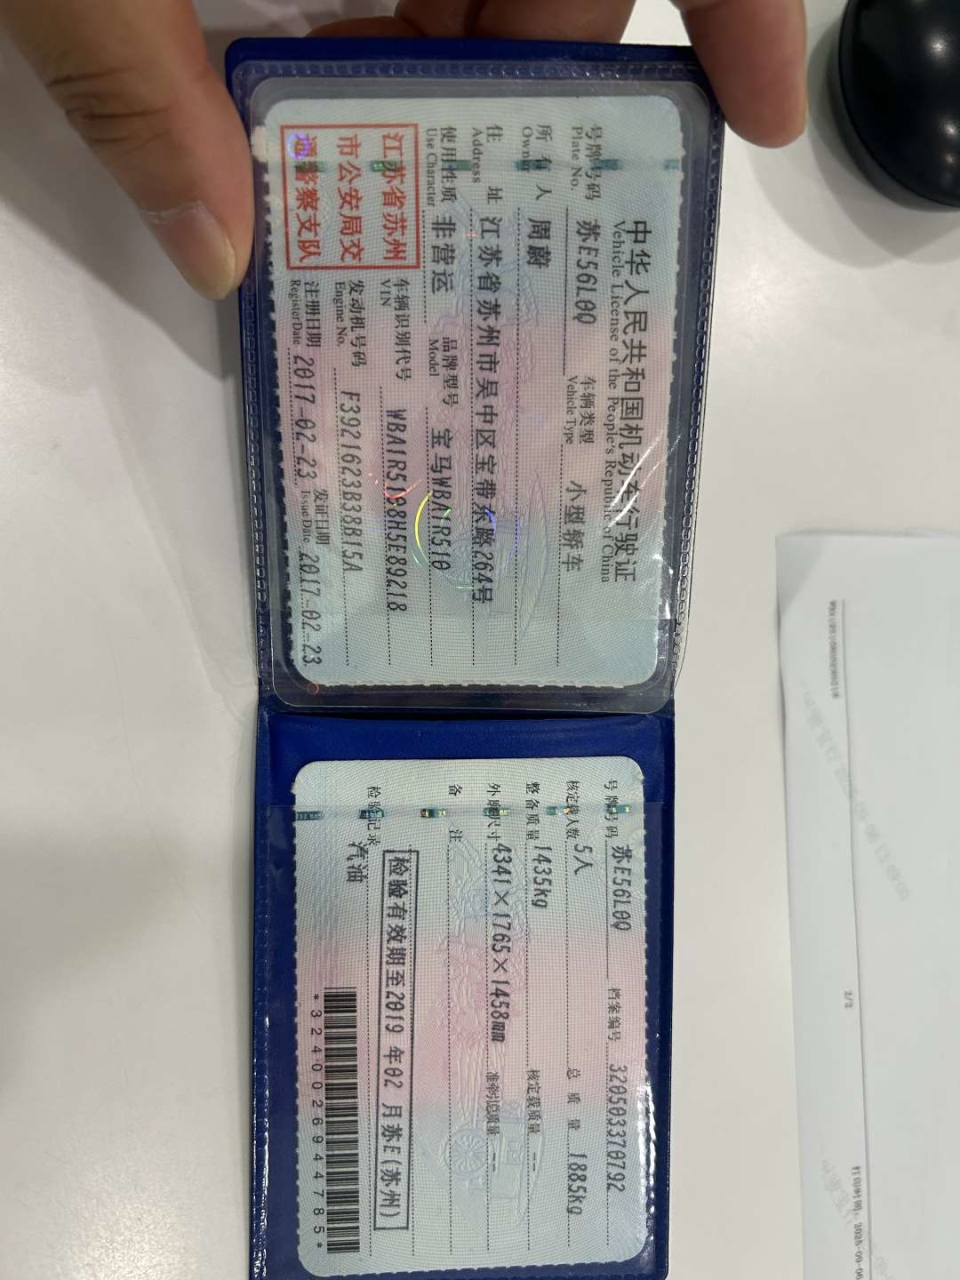 中华人民共和国机动车行驶证
Vehicle License of the People's Republic of China
号牌号码 苏E56L0Q 车辆类型 小型轿车
Plate No. Vehicle Type
所有人 周蔚
Owner
住址 江苏省苏州市吴中区宝带东路264号
Address
使用性质 非营运 品牌型号 宝马WBA1R510
Use Character Model
江苏省苏州
市公安局交
通警察支队
车辆识别代号 WBA1R5198H5E89218
VIN
发动机号码 F3921623B38B15A
Engine No.
注册日期 2017-02-23 发证日期 2017-02-23
Register Date Issue Date
号牌号码 苏E56L0Q 档案编号 320503370792
核定载人数 5人 总质量 1885kg
整备质量 1435kg 核定载质量 --
外廓尺寸 4341×1765×1458mm 准牵引总质量 --
备注
检验有效期至2019 年02 月苏E(苏州)
检验记录
汽油
*3240026944785*
2/2